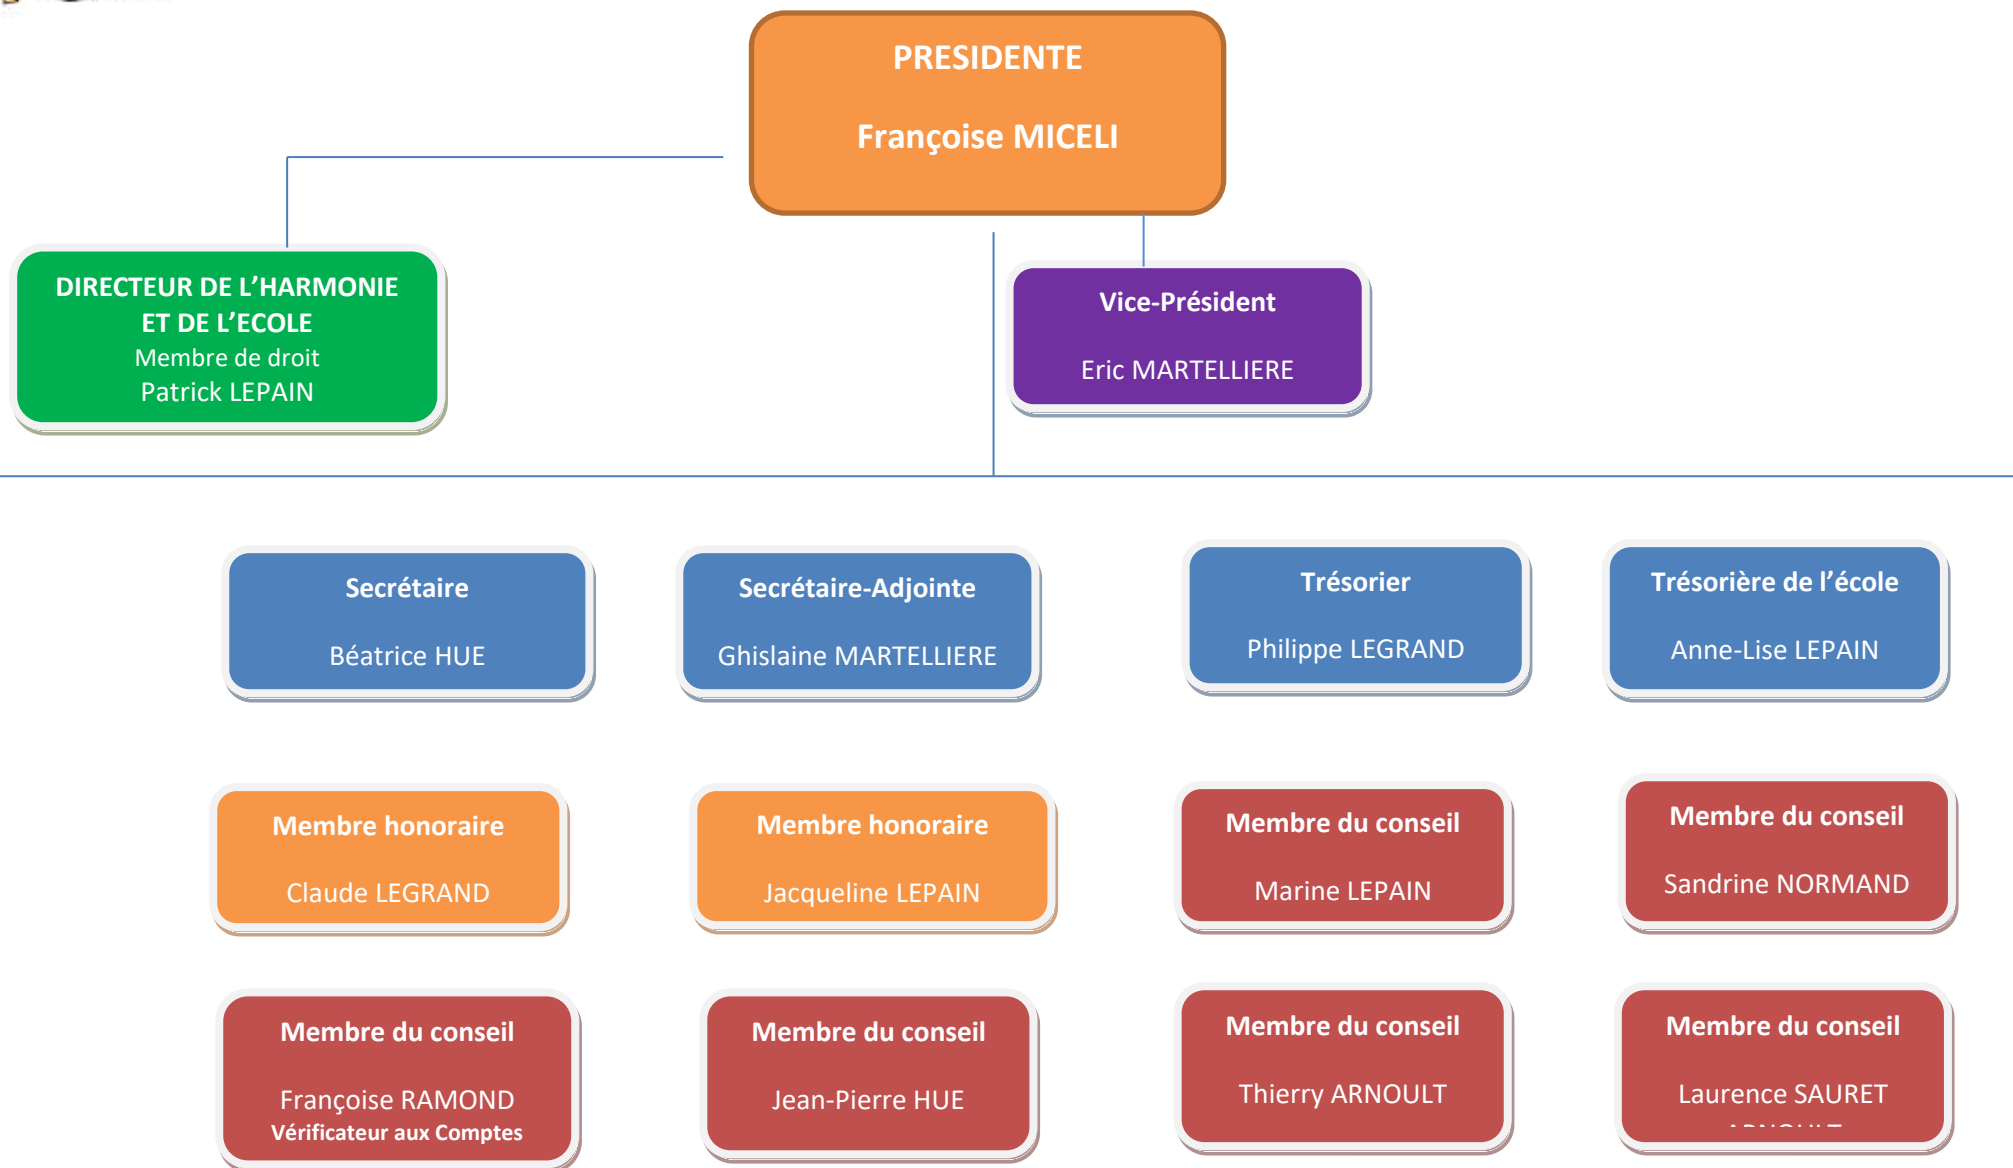 PRESIDENTE
Françoise MICELI
DIRECTEUR DE L’HARMONIE
ET DE L’ECOLE
Membre de droit
Patrick LEPAIN
Vice-Président
Eric MARTELLIERE
Secrétaire
Béatrice HUE
Secrétaire-Adjointe
Ghislaine MARTELLIERE
Trésorier
Philippe LEGRAND
Trésorière de l’école
Anne-Lise LEPAIN
Membre honoraire
Claude LEGRAND
Membre honoraire
Jacqueline LEPAIN
Membre du conseil
Marine LEPAIN
Membre du conseil
Sandrine NORMAND
Membre du conseil
Françoise RAMOND
Vérificateur aux Comptes
Membre du conseil
Jean-Pierre HUE
Membre du conseil
Thierry ARNOULT
Membre du conseil
Laurence SAURET